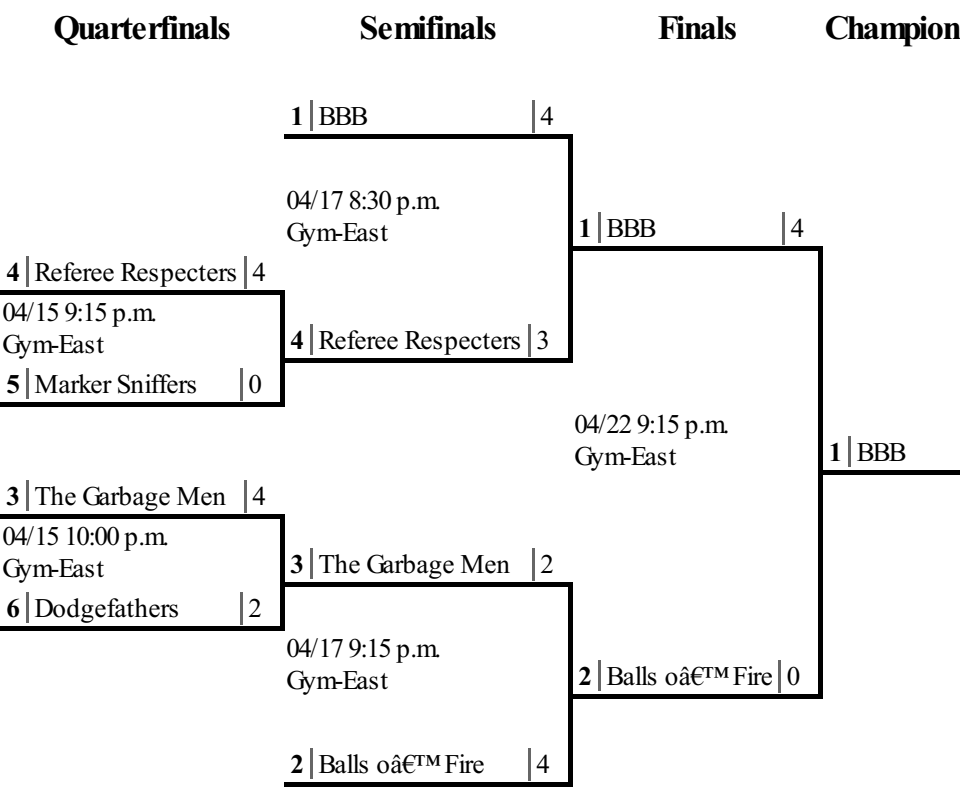 Quarterfinals Semifinals Finals Champion
1 BBB 4
04/17 8:30 p.m.
Gym-East
1 BBB 4
4 Referee Respecters 4
04/15 9:15 p.m.
Gym-East
4 Referee Respecters 3
5 Marker Sniffers 0
04/22 9:15 p.m.
Gym-East
1 BBB
3 The Garbage Men 4
04/15 10:00 p.m.
Gym-East
3 The Garbage Men 2
6 Dodgefathers 2
04/17 9:15 p.m.
Gym-East
2 Balls oâ€™ Fire 0
2 Balls oâ€™ Fire 4